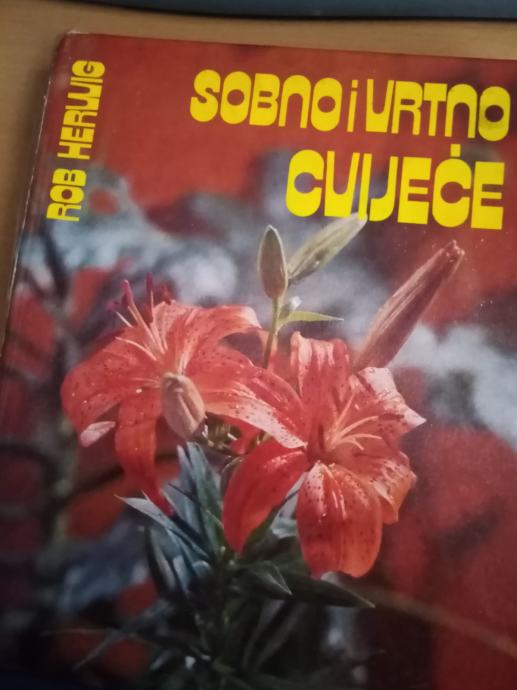 ROB HERWIG
SOBNO i VRTNO
CVIJEĆE